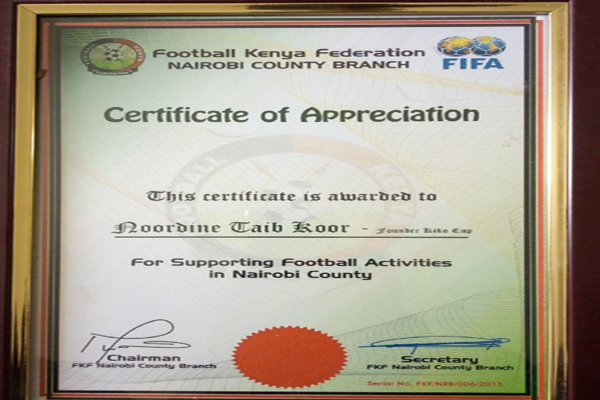 Football Kenya Federation
NAIROBI COUNTY BRANCH
FIFA
Certificate of Appreciation
This certificate is awarded to
Noordine Taib Koor - Founder Kiko Cup
For Supporting Football Activities
in Nairobi County
Chairman
FKF Nairobi County Branch
Secretary
FKF Nairobi County Branch
Serial No. FKF/NRB/006/2015